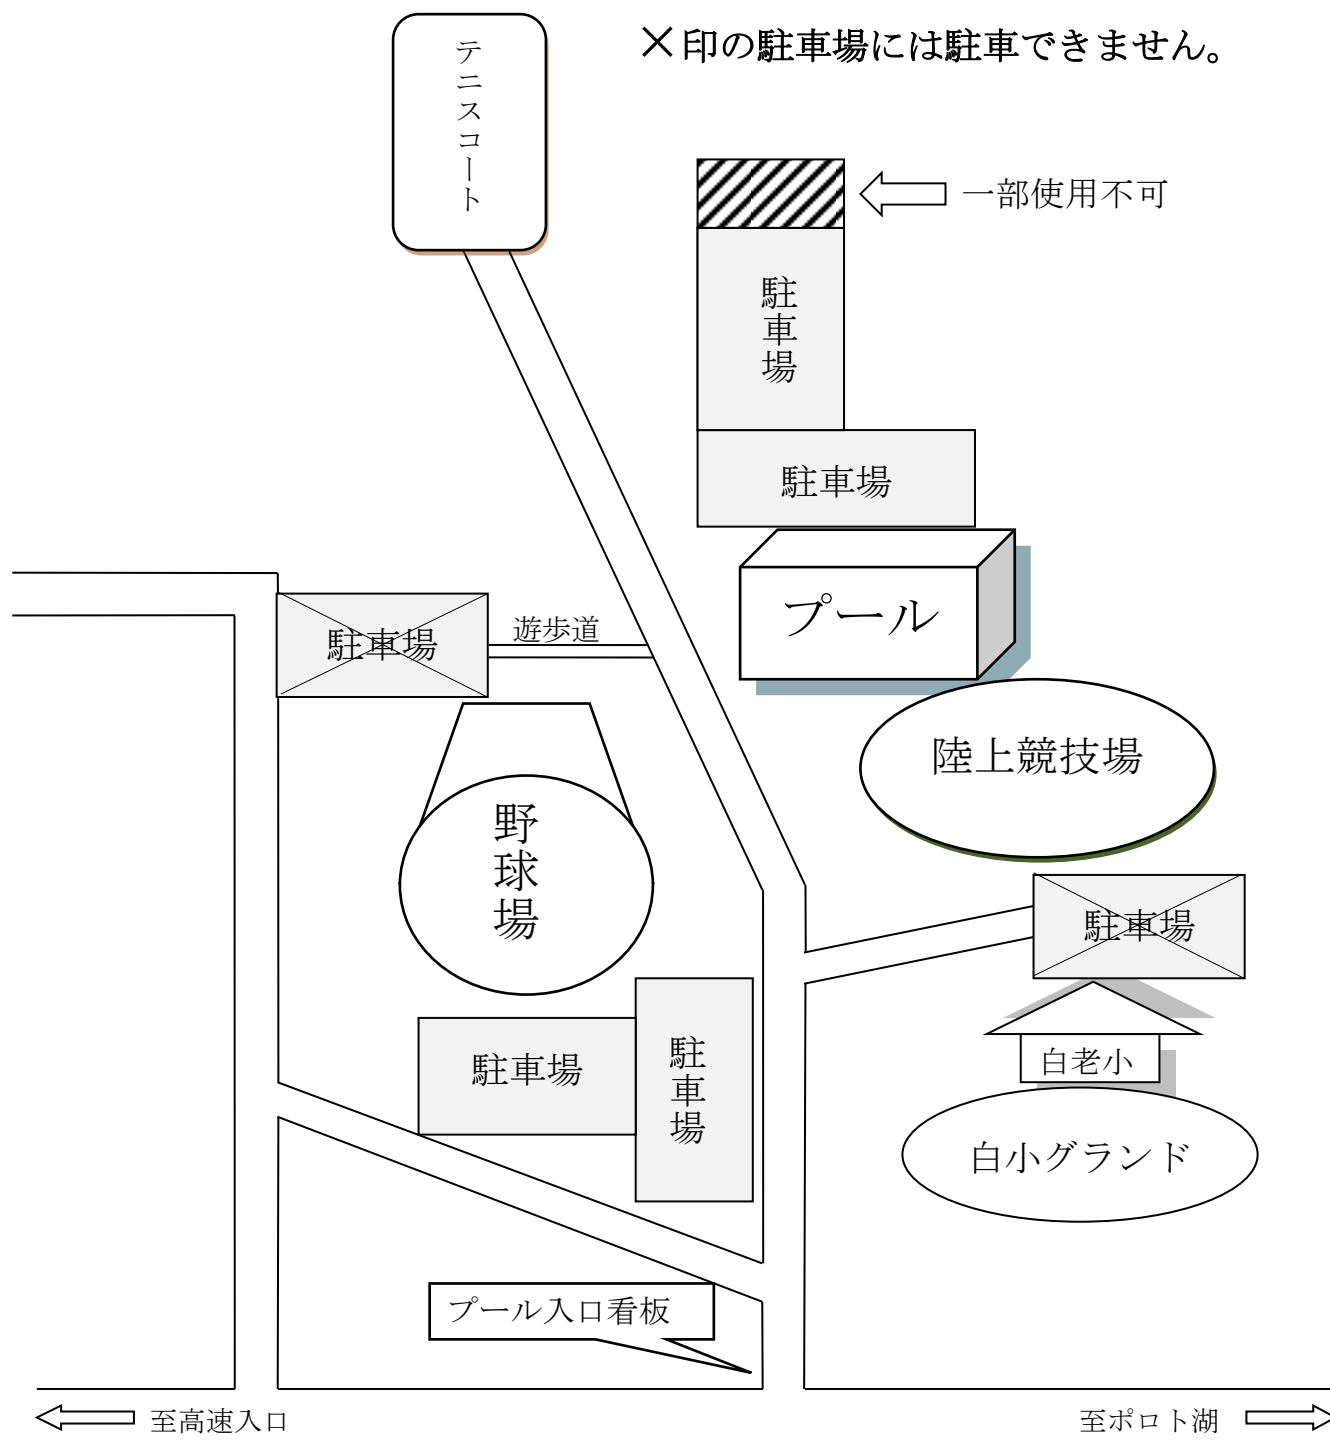 ×印の駐車場には駐車できません。
テニスコート
一部使用不可
駐車場
駐車場
プール
駐車場
遊歩道
陸上競技場
野球場
駐車場
駐車場
駐車場
白老小
白小グランド
プール入口看板
至高速入口
至ポロト湖